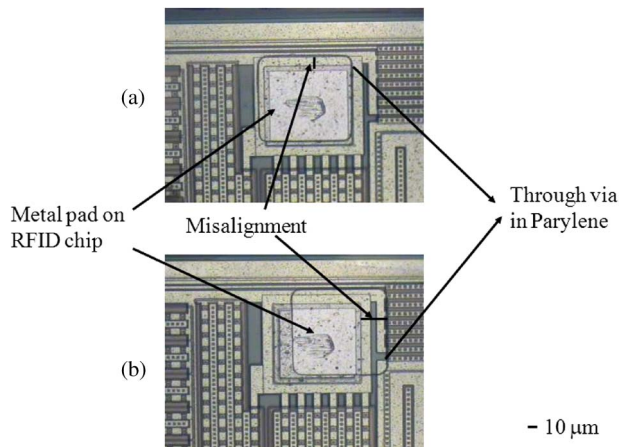 (a)
Metal pad on
RFID chip
Misalignment
Through via
in Parylene
(b)
10 μm